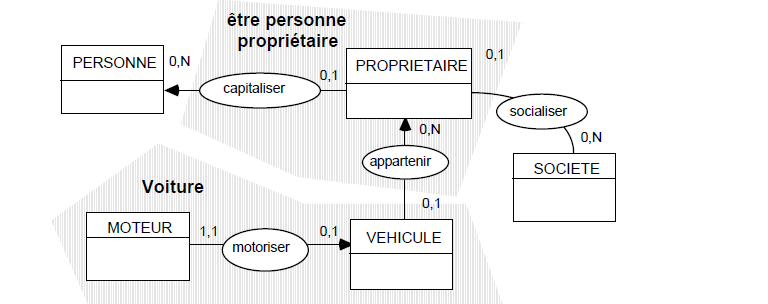 être personne
propriétaire
PERSONNE
0,N
capitaliser
0,1
PROPRIETAIRE
0,1
socialiser
0,N
SOCIETE
0,N
appartenir
0,1
Voiture
MOTEUR
1,1
motoriser
0,1
VEHICULE